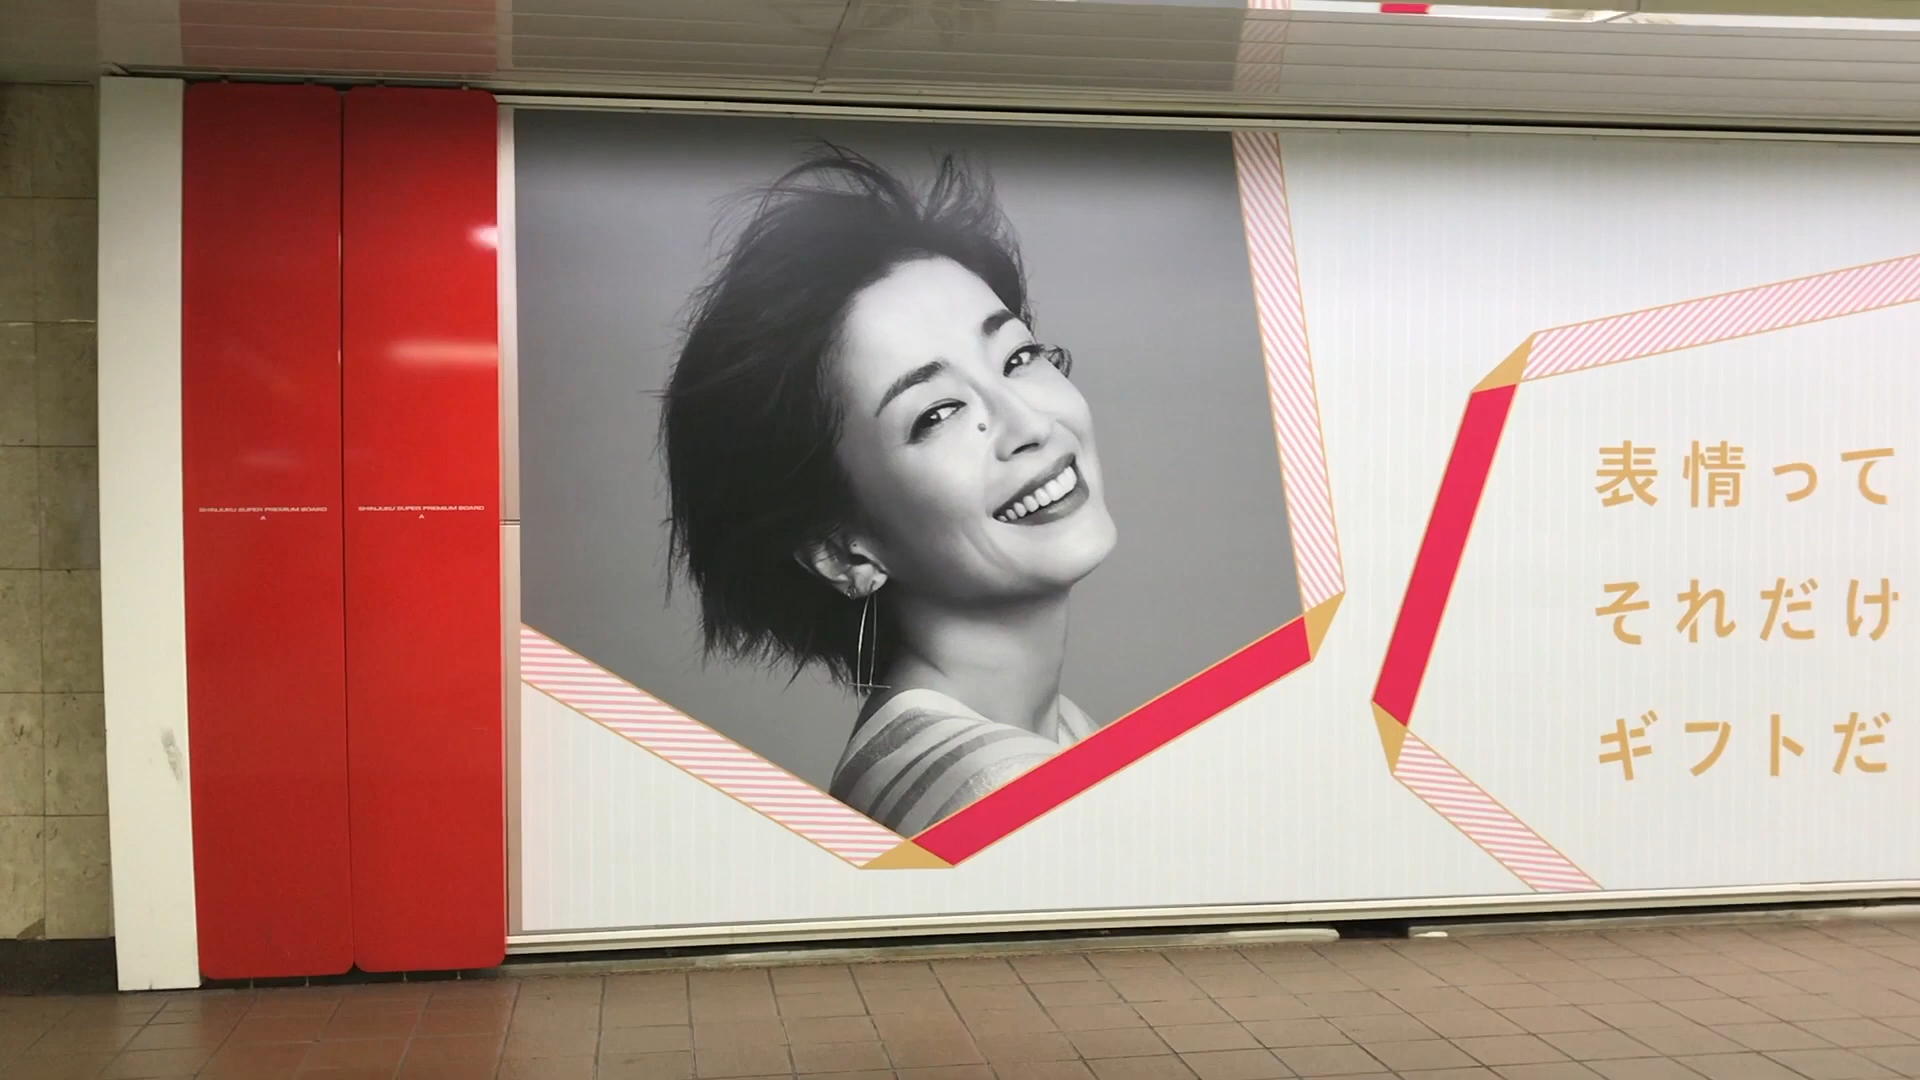 SHINJUKU SUPER PREMIUM BOARD
A
SHINJUKU SUPER PREMIUM BOARD
A
表情って
それだけ
ギフトだ